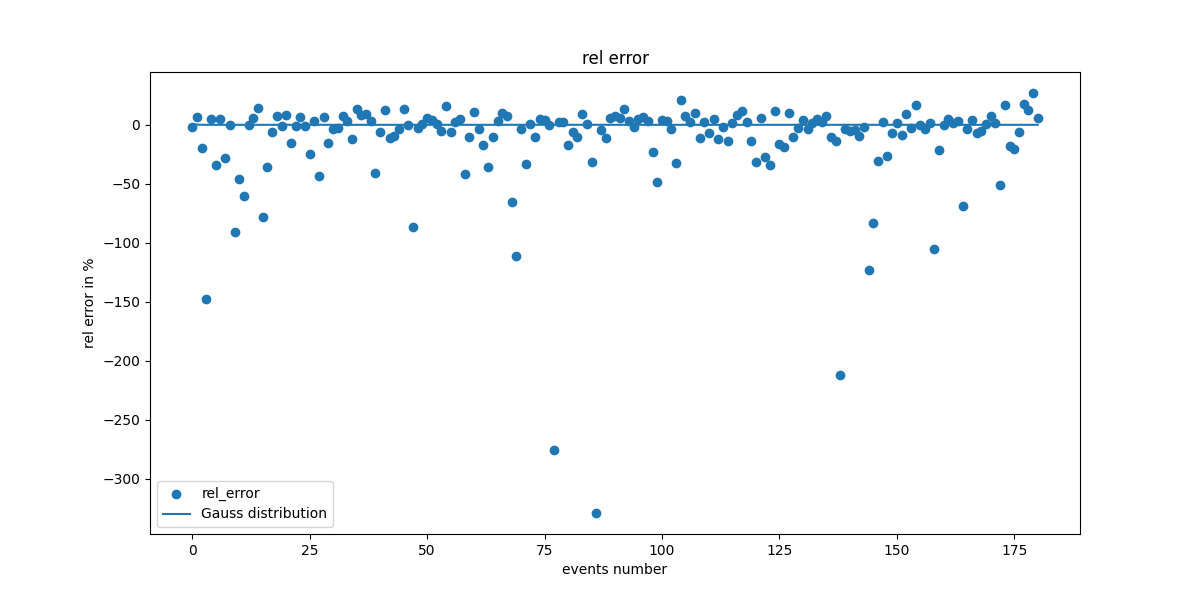 rel error
rel error in %
0
−50
−100
−150
−200
−250
−300
rel_error
Gauss distribution
0 25 50 75 100 125 150 175
events number